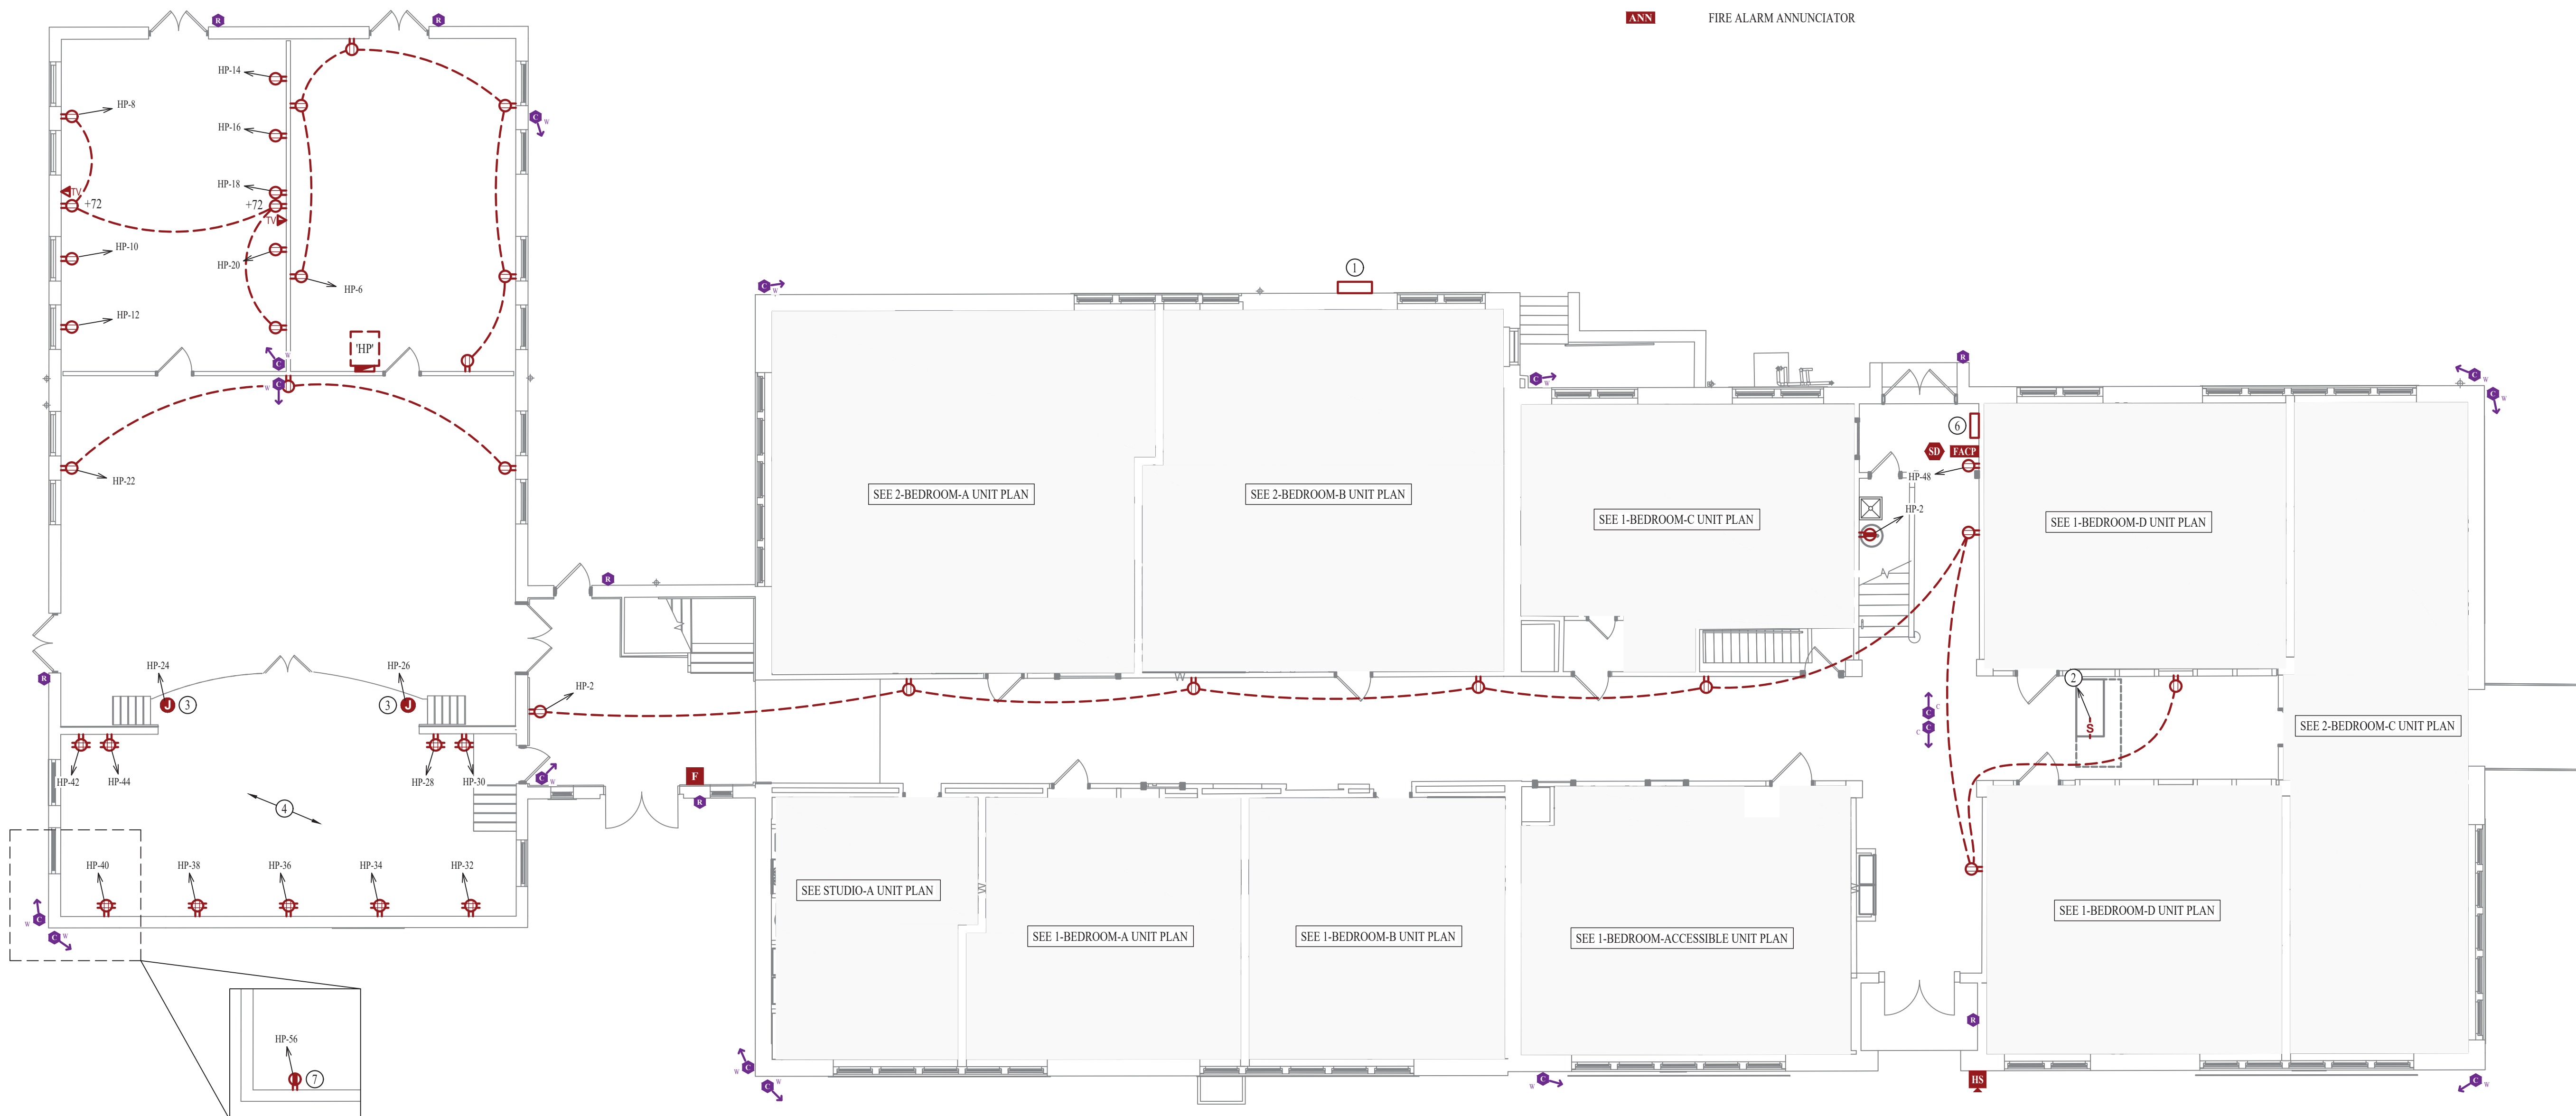 ANN FIRE ALARM ANNUNCIATOR
R
R
HP-14
HP-8
C W
HP-16
HP-18
TV
+72
+72
TV
HP-10
HP-20
HP-6
HP-12
'HP'
C W
W C
HP-22
C W
1
C W
R
C W
C W
6
SD FACP
HP-48
HP-2
SEE 2-BEDROOM-A UNIT PLAN
SEE 2-BEDROOM-B UNIT PLAN
SEE 1-BEDROOM-C UNIT PLAN
SEE 1-BEDROOM-D UNIT PLAN
R
R
HP-24
HP-26
J 3
3 J
HP-2
2
S
C C
C C
SEE 2-BEDROOM-C UNIT PLAN
HP-42
HP-44
HP-28
HP-30
C W
F
R
4
HP-40
HP-38
HP-36
HP-34
HP-32
SEE STUDIO-A UNIT PLAN
SEE 1-BEDROOM-A UNIT PLAN
SEE 1-BEDROOM-B UNIT PLAN
SEE 1-BEDROOM-ACCESSIBLE UNIT PLAN
SEE 1-BEDROOM-D UNIT PLAN
W C
C W
R
HP-56
7
W C
C W
W C
HS
C W